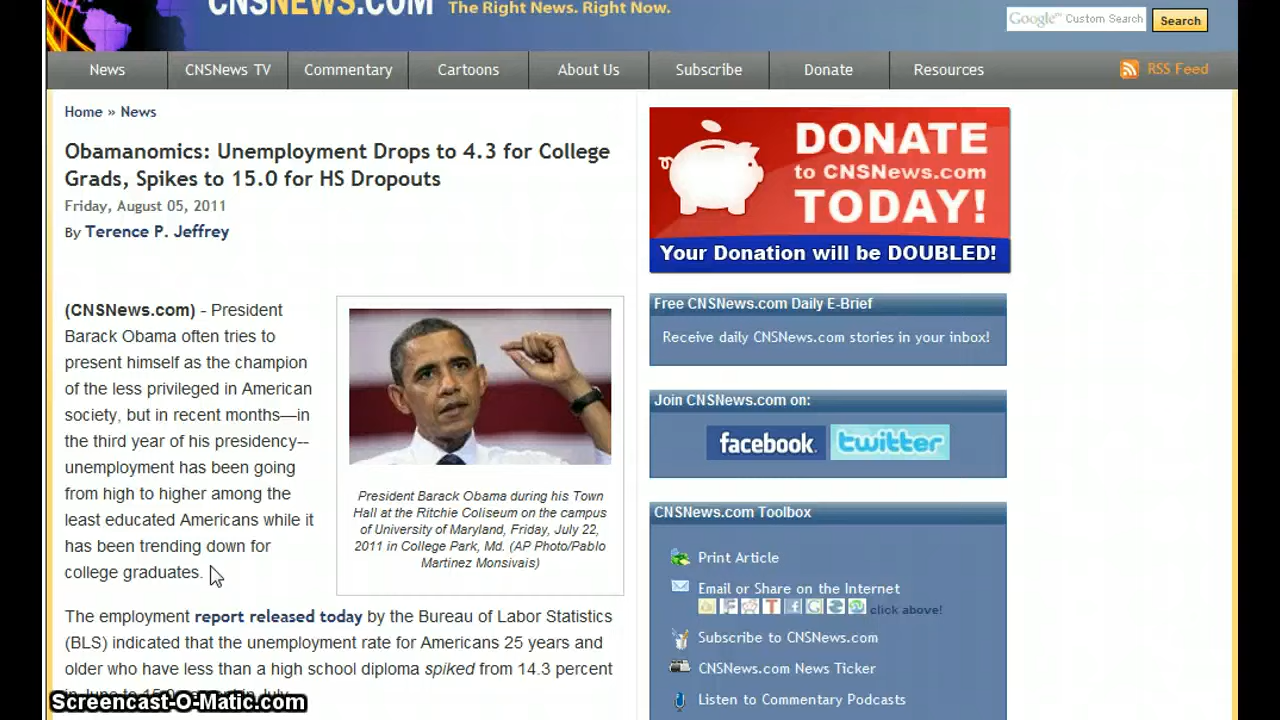 CNSNEWS.COM The Right News. Right Now.
Google™ Custom Search Search
News CNSNews TV Commentary Cartoons About Us Subscribe Donate Resources RSS Feed
Home » News
Obamanomics: Unemployment Drops to 4.3 for College
Grads, Spikes to 15.0 for HS Dropouts
Friday, August 05, 2011
By Terence P. Jeffrey
(CNSNews.com) - President
Barack Obama often tries to
present himself as the champion
of the less privileged in American
society, but in recent months—in
the third year of his presidency--
unemployment has been going
from high to higher among the
least educated Americans while it
has been trending down for
college graduates.
President Barack Obama during his Town
Hall at the Ritchie Coliseum on the campus
of University of Maryland, Friday, July 22,
2011 in College Park, Md. (AP Photo/Pablo
Martinez Monsivais)
The employment report released today by the Bureau of Labor Statistics
(BLS) indicated that the unemployment rate for Americans 25 years and
older who have less than a high school diploma spiked from 14.3 percent
in June to 15.0 percent in July.
DONATE
to CNSNews.com
TODAY!
Your Donation will be DOUBLED!
Free CNSNews.com Daily E-Brief
Receive daily CNSNews.com stories in your inbox!
Join CNSNews.com on:
facebook. twitter
CNSNews.com Toolbox
Print Article
Email or Share on the Internet
click above!
Subscribe to CNSNews.com
CNSNews.com News Ticker
Listen to Commentary Podcasts
Screencast-O-Matic.com